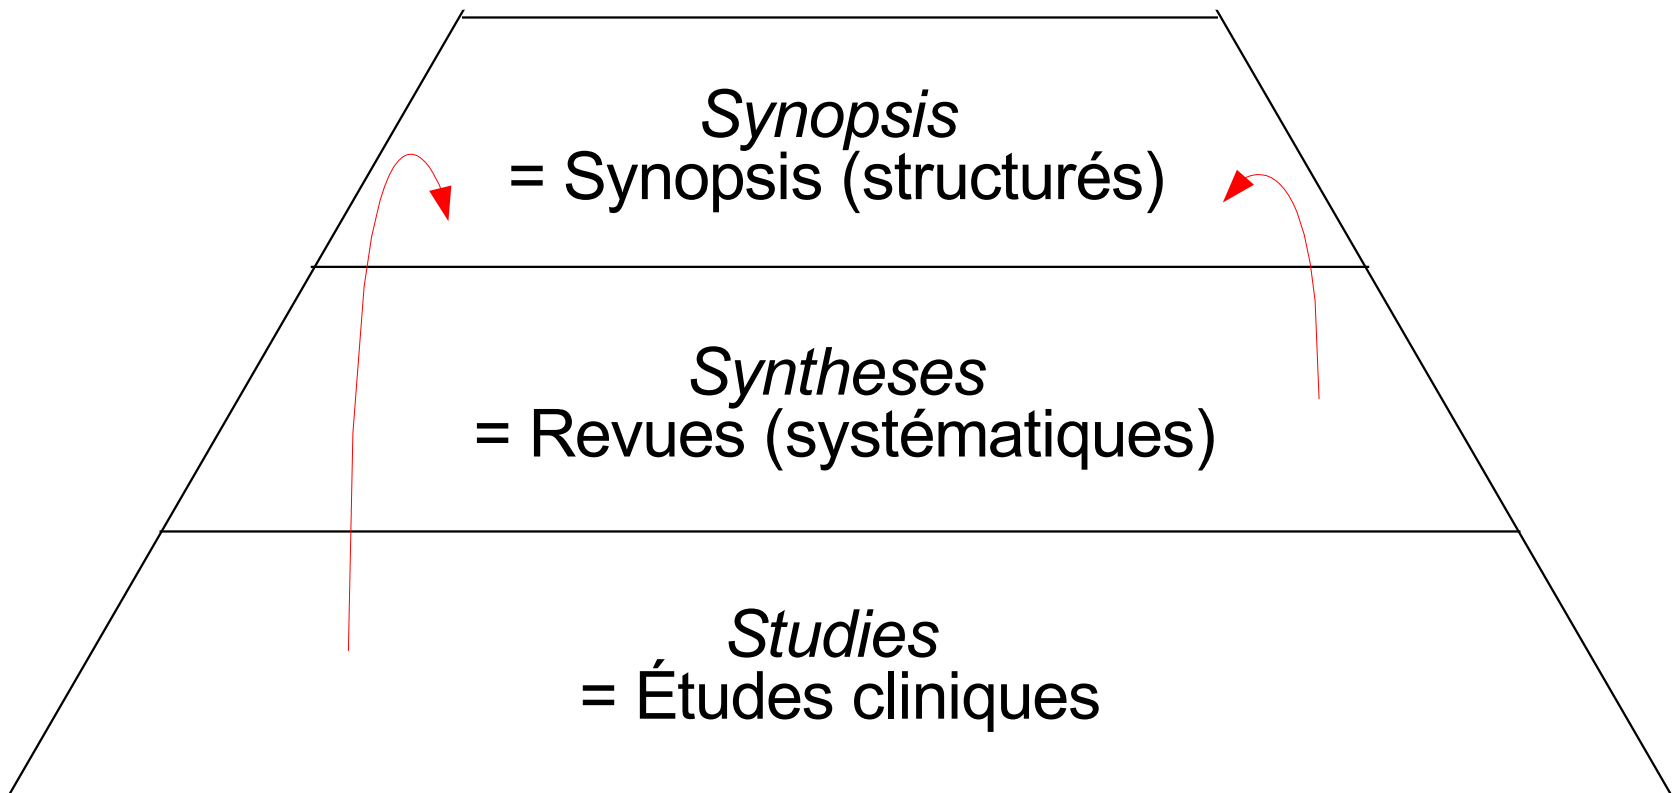 Synopsis
= Synopsis (structurés)
Syntheses
= Revues (systématiques)
Studies
= Études cliniques